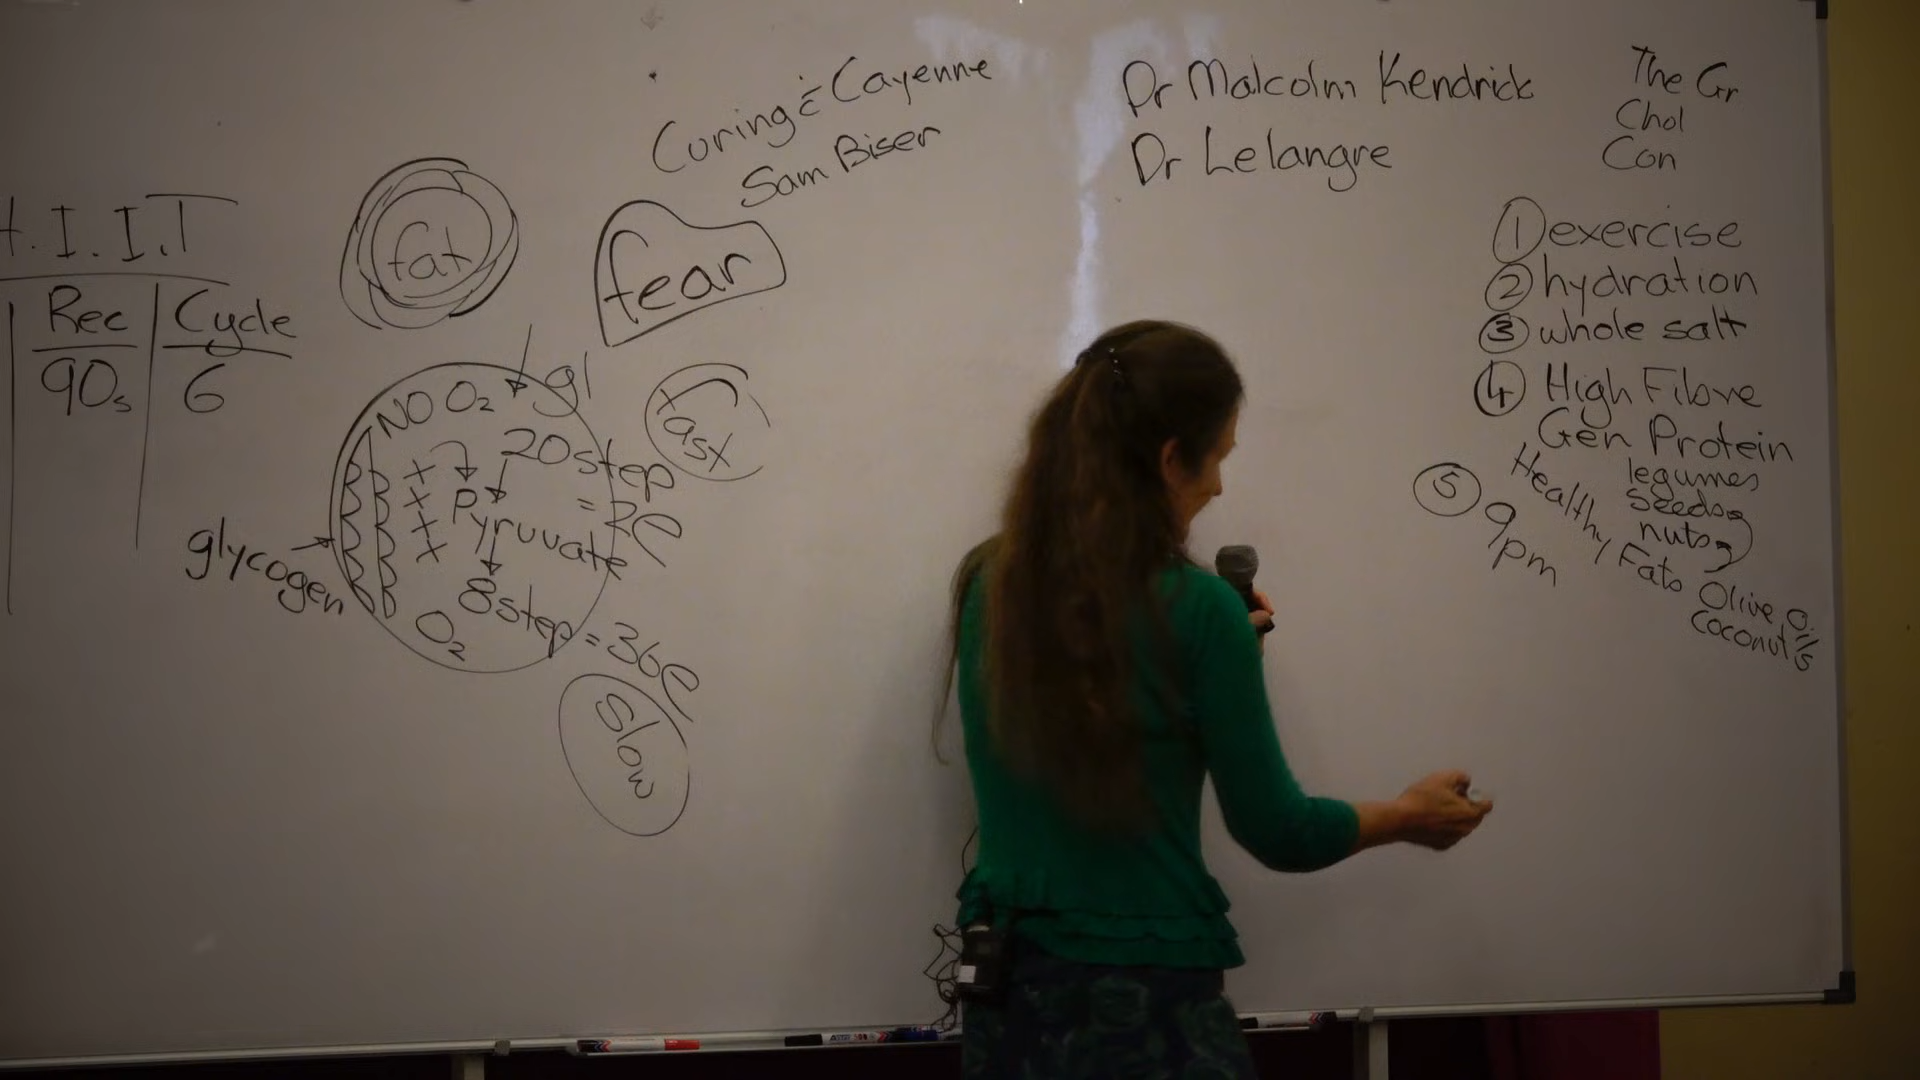 H.I.I.T
Rec
Cycle
90s
6
fat
fear
Curing c̄ Cayenne
Sam Biser
NO O₂
gl
20step
= 2e
Pyruvate
8step = 36e
O₂
glycogen
fast
Slow
Dr Malcolm Kendrick
Dr Lelangre
The Gr
Chol
Con
① exercise
② hydration
③ whole salt
④ High Fibre
Gen Protein
legumes
seeds
nuts
Healthy Fats Olive Oil
coconut
⑤ 9pm